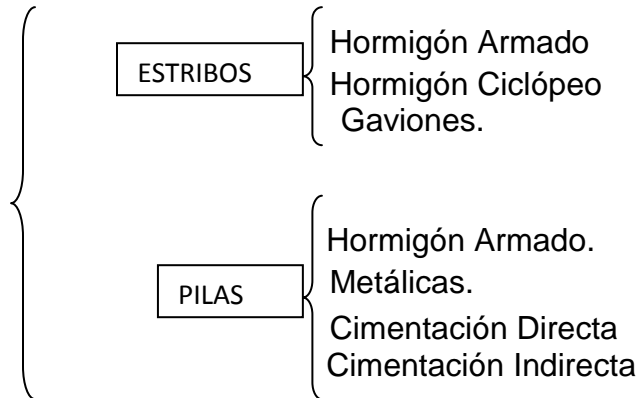 ESTRIBOS
Hormigón Armado
Hormigón Ciclópeo
Gaviones.
PILAS
Hormigón Armado.
Metálicas.
Cimentación Directa
Cimentación Indirecta